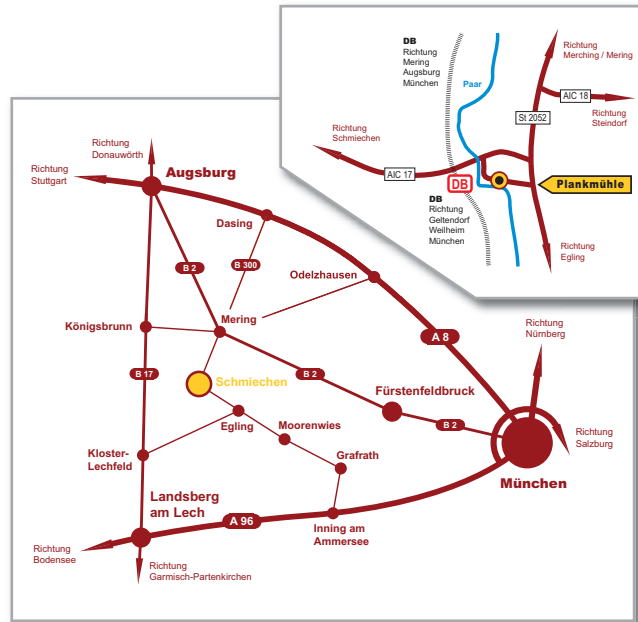 DB
Richtung
Mering
Augsburg
München
Paar
Richtung
Merching / Mering
AIC 18
St 2052
Richtung
Steindorf
Richtung
Schmiechen
AIC 17
DB
Plankmühle
DB
Richtung
Geltendorf
Weilheim
München
Richtung
Egling
Richtung
Donauwörth
Richtung
Stuttgart
Augsburg
Dasing
B 300
B 2
Odelzhausen
Königsbrunn
Mering
A 8
Richtung
Nürnberg
B 17
Schmiechen
B 2
Fürstenfeldbruck
B 2
Richtung
Salzburg
Egling
Moorenwies
Kloster-
Lechfeld
Grafrath
München
Landsberg
am Lech
A 96
Inning am
Ammersee
Richtung
Bodensee
Richtung
Garmisch-Partenkirchen